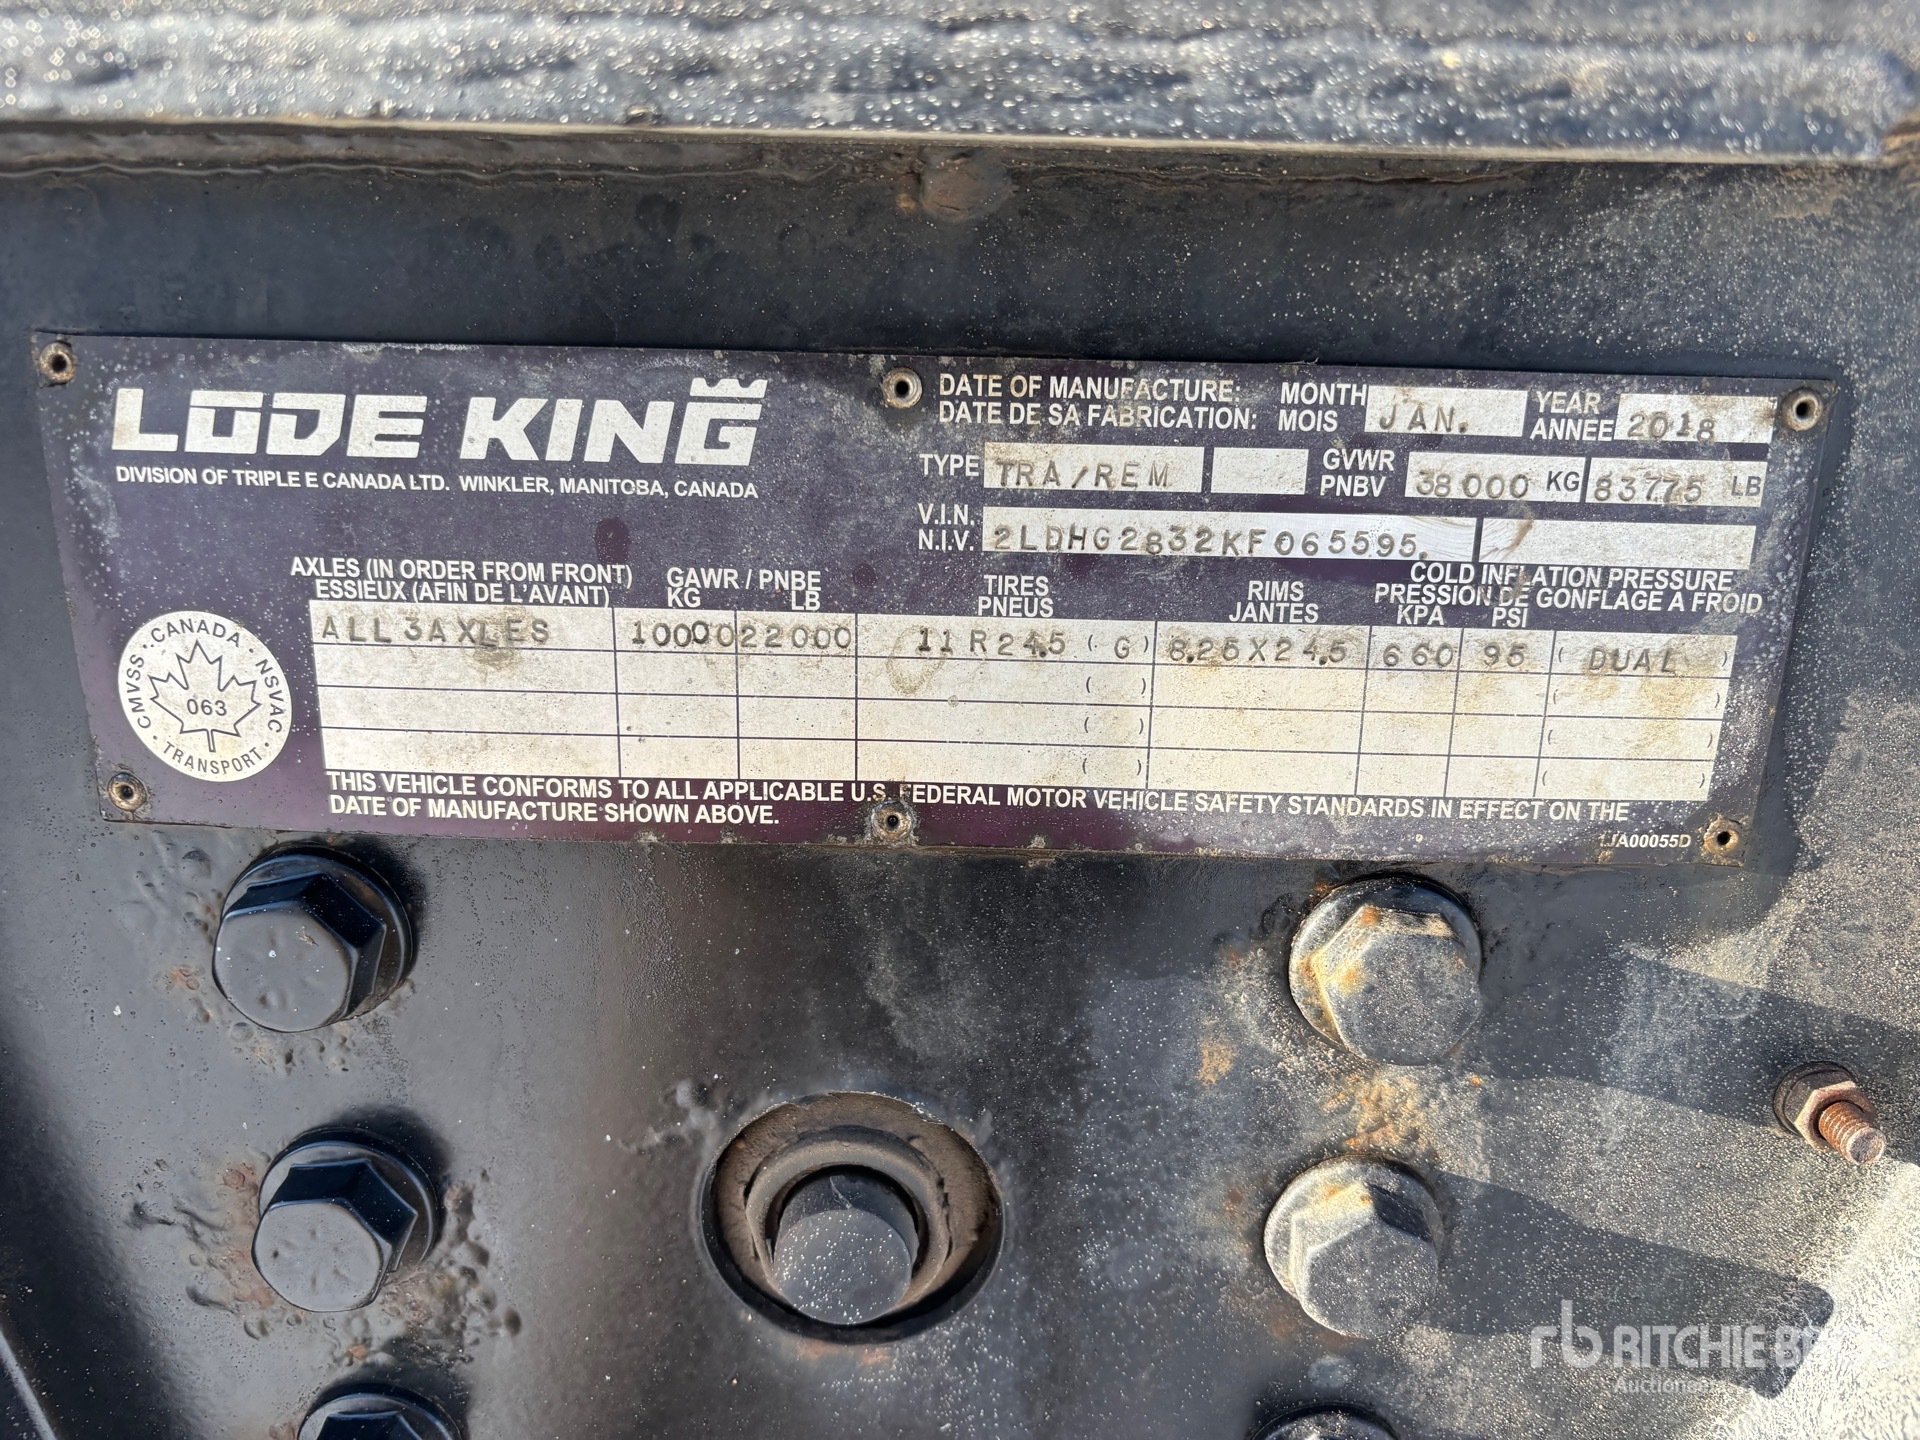 LODE KING
DIVISION OF TRIPLE E CANADA LTD. WINKLER, MANITOBA, CANADA
DATE OF MANUFACTURE: MONTH JAN. YEAR 2018
DATE DE SA FABRICATION: MOIS ANNEE
TYPE TRA/REM GVWR PNBV 38000 KG 83775 LB
V.I.N. N.I.V. 2LDHG2832KF065595.
AXLES (IN ORDER FROM FRONT) GAWR / PNBE TIRES RIMS COLD INFLATION PRESSURE
ESSIEUX (AFIN DE L'AVANT) KG LB PNEUS JANTES PRESSION DE GONFLAGE A FROID
KPA PSI
ALL 3AXLES 10000 22000 11R24.5 (G) 8.25X24.5 660 95 (DUAL)
( ) ( )
( ) ( )
( ) ( )
CMVSS · CANADA · NSVAC · TRANSPORT ·
063
THIS VEHICLE CONFORMS TO ALL APPLICABLE U.S. FEDERAL MOTOR VEHICLE SAFETY STANDARDS IN EFFECT ON THE
DATE OF MANUFACTURE SHOWN ABOVE.
1JA00055D
rb RITCHIE